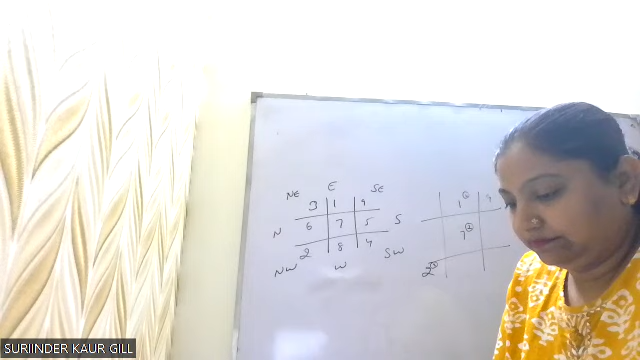 E
NE SE
3 1 9
N 6 7 5 S
2 8 4
NW W SW
1 9
7
2
SURIINDER KAUR GILL